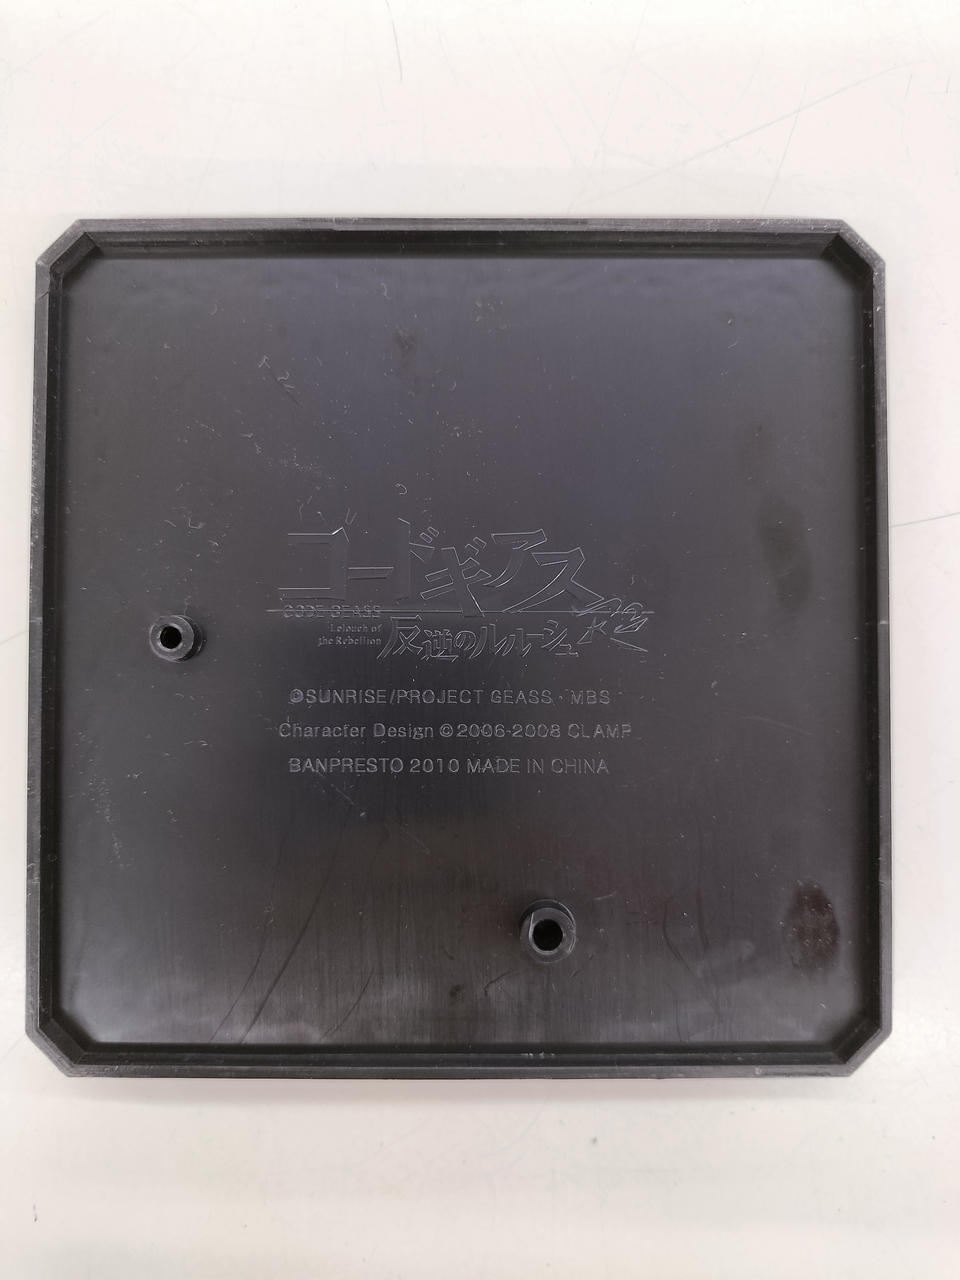 コードギアス
CODE GEASS
Lelouch of
the Rebellion
反逆のルルーシュ R2
©SUNRISE/PROJECT GEASS・MBS
Character Design ©2006-2008 CLAMP
BANPRESTO 2010 MADE IN CHINA